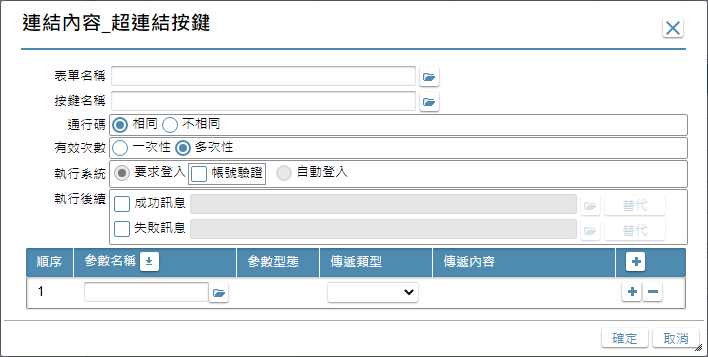 連結內容_超連結按鍵
表單名稱
按鍵名稱
通行碼 相同 不相同
有效次數 一次性 多次性
執行系統 要求登入 帳號驗證 自動登入
執行後續 成功訊息 替代
失敗訊息 替代
順序 參數名稱 參數型態 傳遞類型 傳遞內容
1
確定 取消